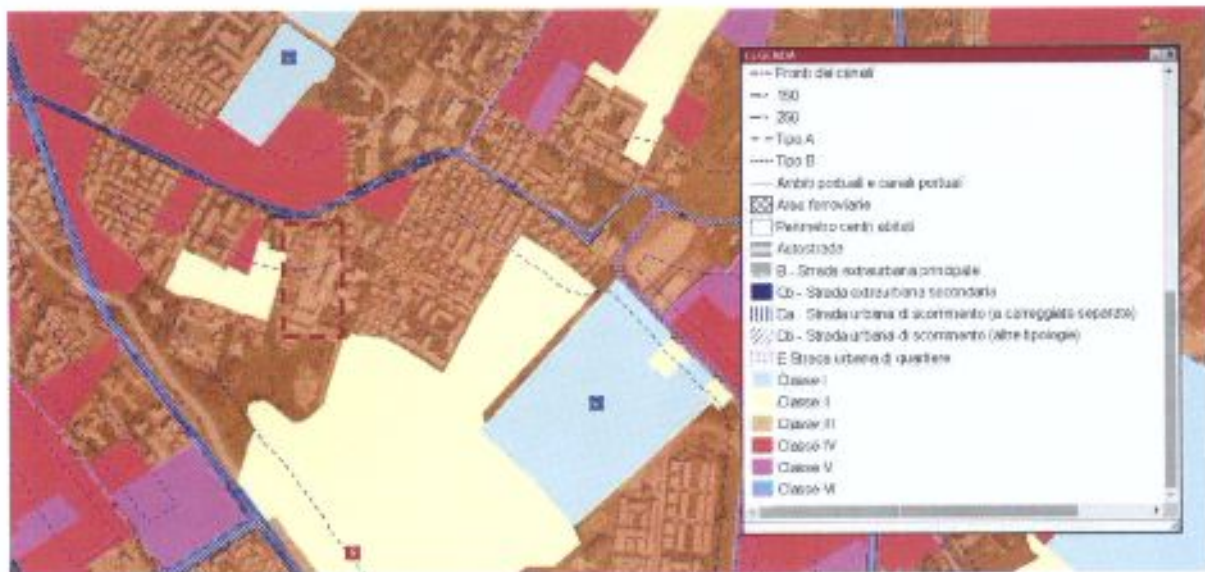 LEGENDA
Fronti dei canali
150
250
Tipo A
Tipo B
Ambiti portuali e canali portuali
Area ferroviarie
Perimetro centri abitati
Autostrada
B - Strada extraurbana principale
Cb - Strada extraurbana secondaria
Da - Strada urbana di scorrimento (a carreggiate separate)
Db - Strada urbana di scorrimento (altre tipologie)
E Strada urbana di quartiere
Classe I
Classe II
Classe III
Classe IV
Classe V
Classe VI